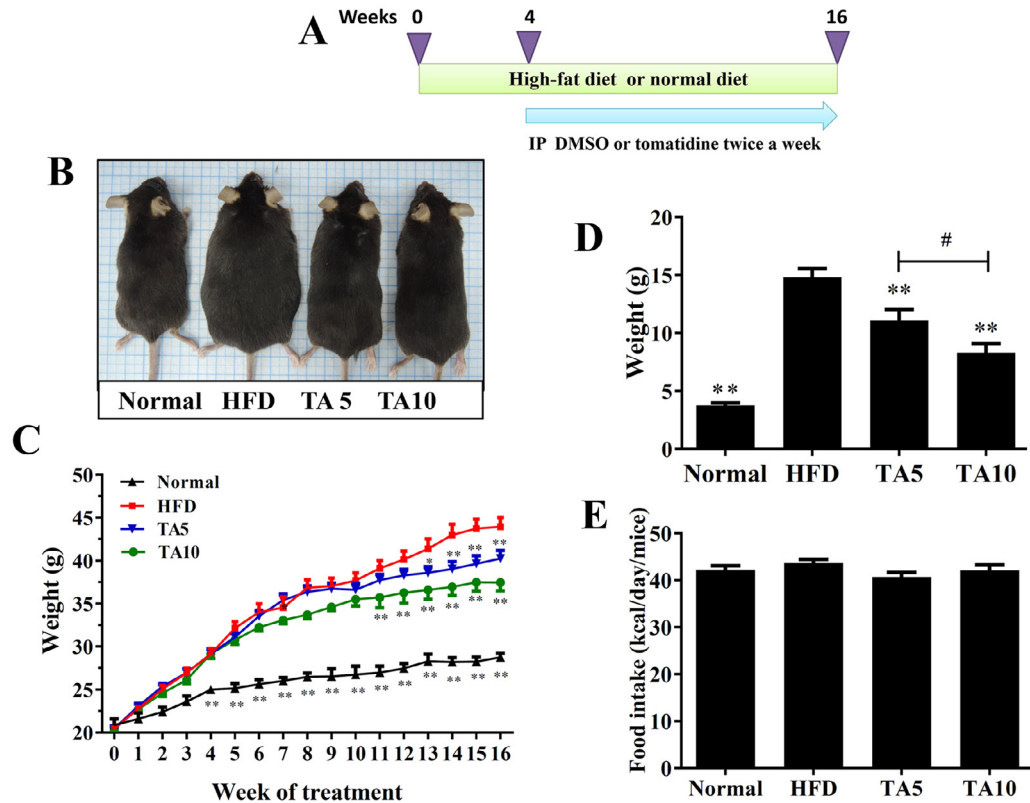 A
Weeks 0 4 16
High-fat diet or normal diet
IP DMSO or tomatidine twice a week
B
Normal HFD TA 5 TA10
C
Normal
HFD
TA5
TA10
Weight (g)
50
45
40
35
30
25
20
* ** ** **
** ** ** ** ** **
** ** ** ** ** ** ** ** ** ** ** ** **
0 1 2 3 4 5 6 7 8 9 10 11 12 13 14 15 16
Week of treatment
D
Weight (g)
20
15
10
5
0
#
**
**
**
Normal HFD TA5 TA10
E
Food intake (kcal/day/mice)
50
40
30
20
10
0
Normal HFD TA5 TA10